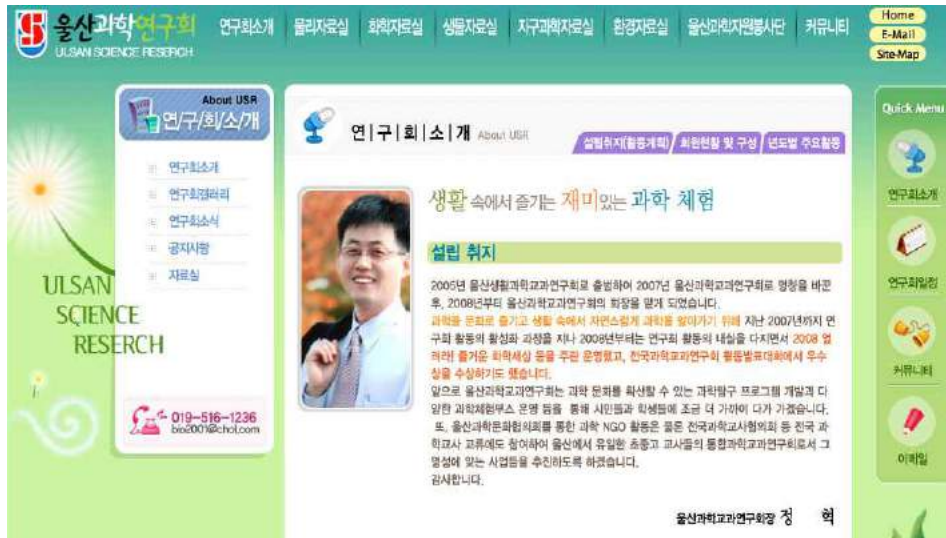 울산과학연구회
ULSAN SCIENCE RESERCH
연구회소개 물리자료실 화학자료실 생물자료실 지구과학자료실 환경자료실 울산과학자원봉사단 커뮤니티
Home
E-Mail
Site-Map
About USR
연/구/회/소/개
연구회소개
연구회갤러리
연구회소식
공지사항
자료실
ULSAN
SCIENCE
RESERCH
019-516-1236
bio2001@chol.com
연|구|회|소|개 About USR
설립취지(활동계획) 회원현황 및 구성 년도별 주요활동
생활 속에서 즐기는 재미있는 과학 체험
설립 취지
2005년 울산생활과학교과연구회로 출범하여 2007년 울산과학교과연구회로 명칭을 바꾼
후, 2008년부터 울산과학교과연구회의 회장을 맡게 되었습니다.
과학을 문화로 즐기고 생활 속에서 자연스럽게 과학을 알아가기 위해 지난 2007년까지 연
구회 활동의 활성화 과정을 지나 2008년부터는 연구회 활동의 내실을 다지면서 2008 얼
러라! 즐거운 과학세상 등을 주관 운영했고, 전국과학교과연구회 활동발표대회에서 우수
상을 수상하기도 했습니다.
앞으로 울산과학교과연구회는 과학 문화를 확산할 수 있는 과학탐구 프로그램 개발과 다
양한 과학체험부스 운영 등을 통해 시민들과 학생들에 조금 더 가까이 다가 가겠습니다.
또, 울산과학문화협의회를 통한 과학 NGO 활동은 물론 전국과학교사협의회 등 전국 과
학교사 교류에도 참여하여 울산에서 유일한 초중고 교사들의 통합과학교과연구회로서 그
명성에 맞는 사업들을 추진하도록 하겠습니다.
감사합니다.
울산과학교과연구회장 정 혁
Quick Menu
연구회소개
연구회일정
커뮤니티
이메일